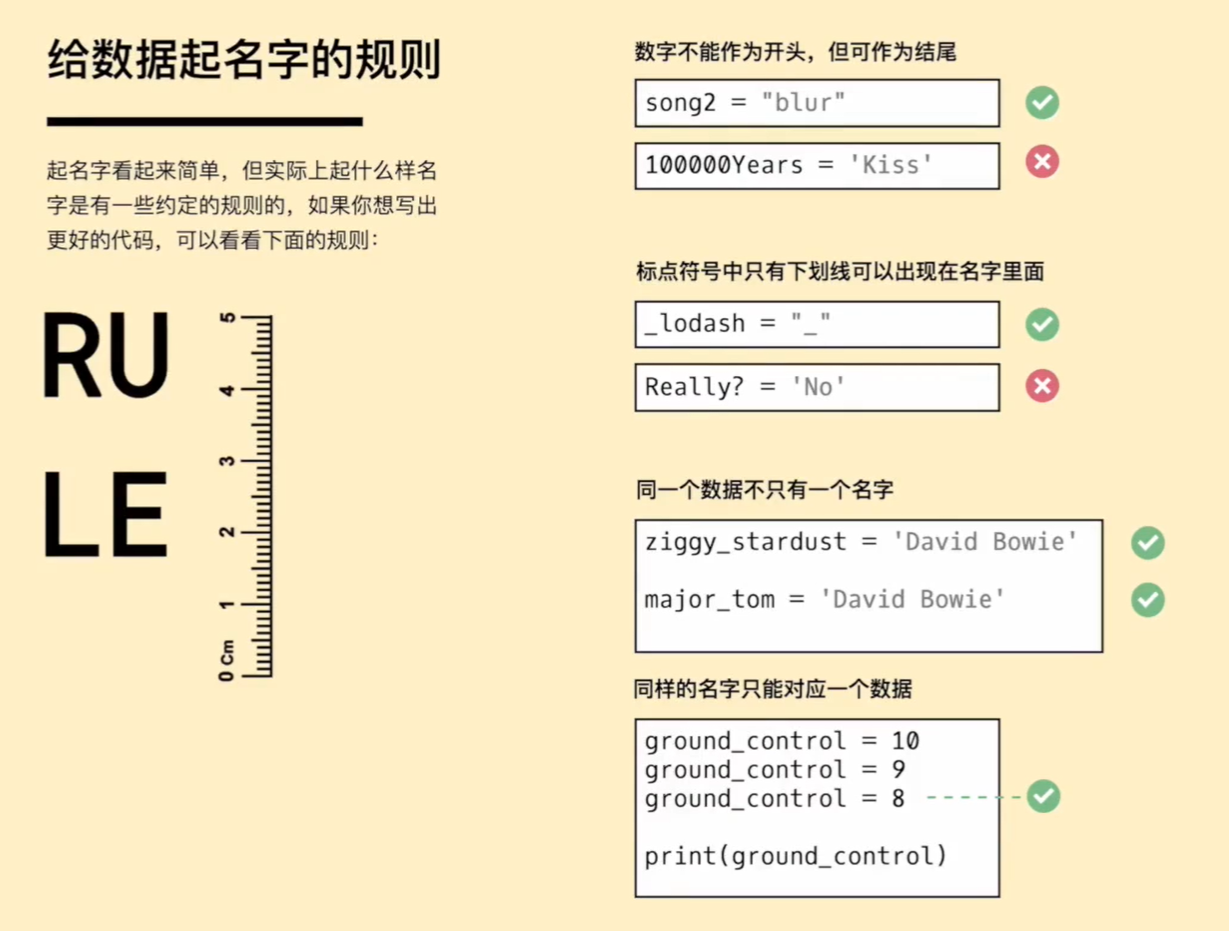 给数据起名字的规则
起名字看起来简单，但实际上起什么样名
字是有一些约定的规则的，如果你想写出
更好的代码，可以看看下面的规则：
RU
LE
5
4
3
2
1
0 Cm
数字不能作为开头，但可作为结尾
song2 = "blur"
100000Years = 'Kiss'
标点符号中只有下划线可以出现在名字里面
_lodash = "_"
Really? = 'No'
同一个数据不只有一个名字
ziggy_stardust = 'David Bowie'
major_tom = 'David Bowie'
同样的名字只能对应一个数据
ground_control = 10
ground_control = 9
ground_control = 8
print(ground_control)